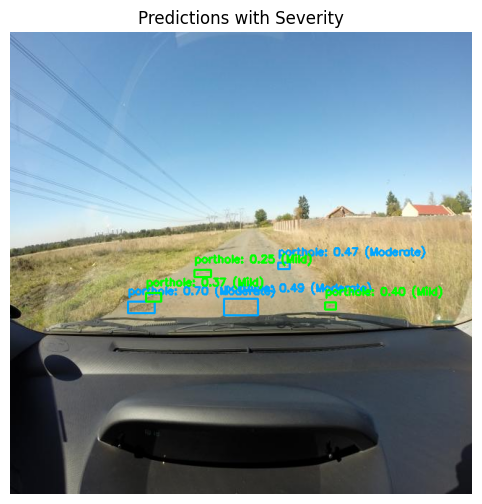 Predictions with Severity
porthole: 0.47 (Moderate)
porthole: 0.25 (Mild)
porthole: 0.37 (Mild)
porthole: 0.70 (Moderate)
0.49 (Moderate)
porthole: 0.40 (Mild)